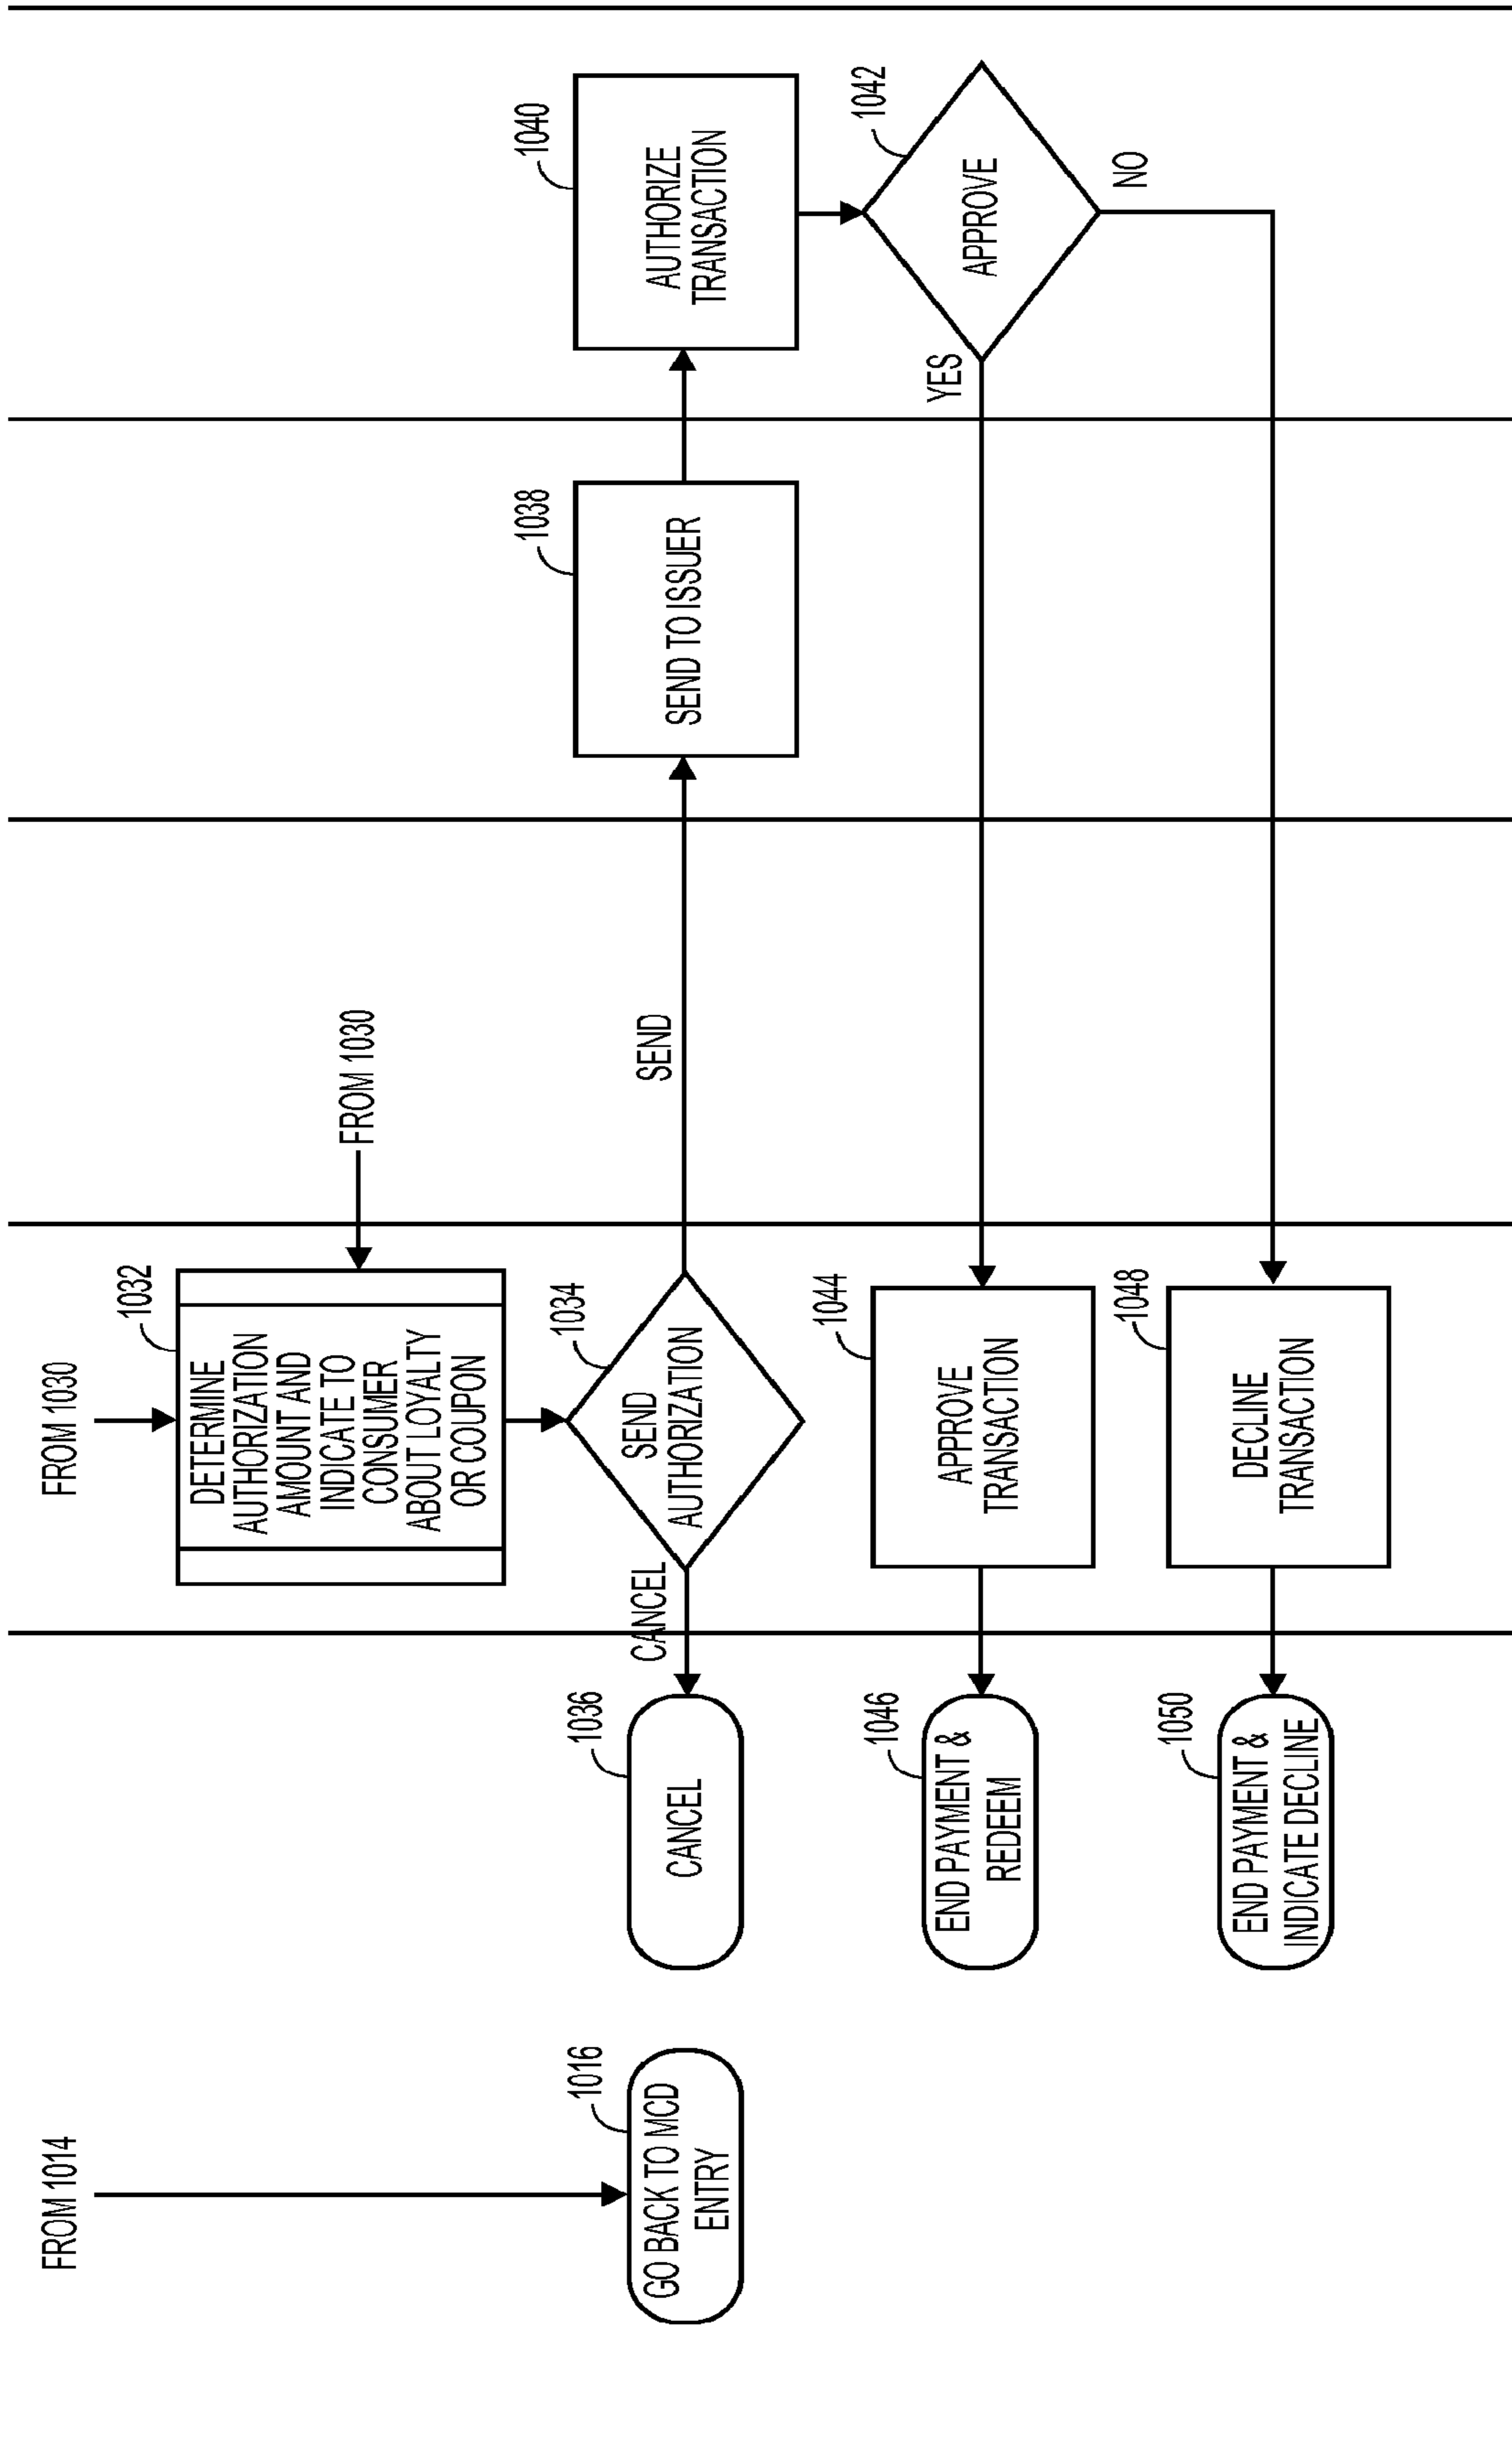 FROM 1014
FROM 1030
1032
DETERMINE
AUTHORIZATION
AMOUNT AND
INDICATE TO
CONSUMER
ABOUT LOYALTY
OR COUPON
FROM 1030
1016
GO BACK TO MCD
ENTRY
1036
CANCEL
CANCEL
1034
SEND
AUTHORIZATION
SEND
1038
SEND TO ISSUER
1040
AUTHORIZE
TRANSACTION
1046
END PAYMENT &
REDEEM
1044
APPROVE
TRANSACTION
YES
1042
APPROVE
NO
1050
END PAYMENT &
INDICATE DECLINE
1048
DECLINE
TRANSACTION